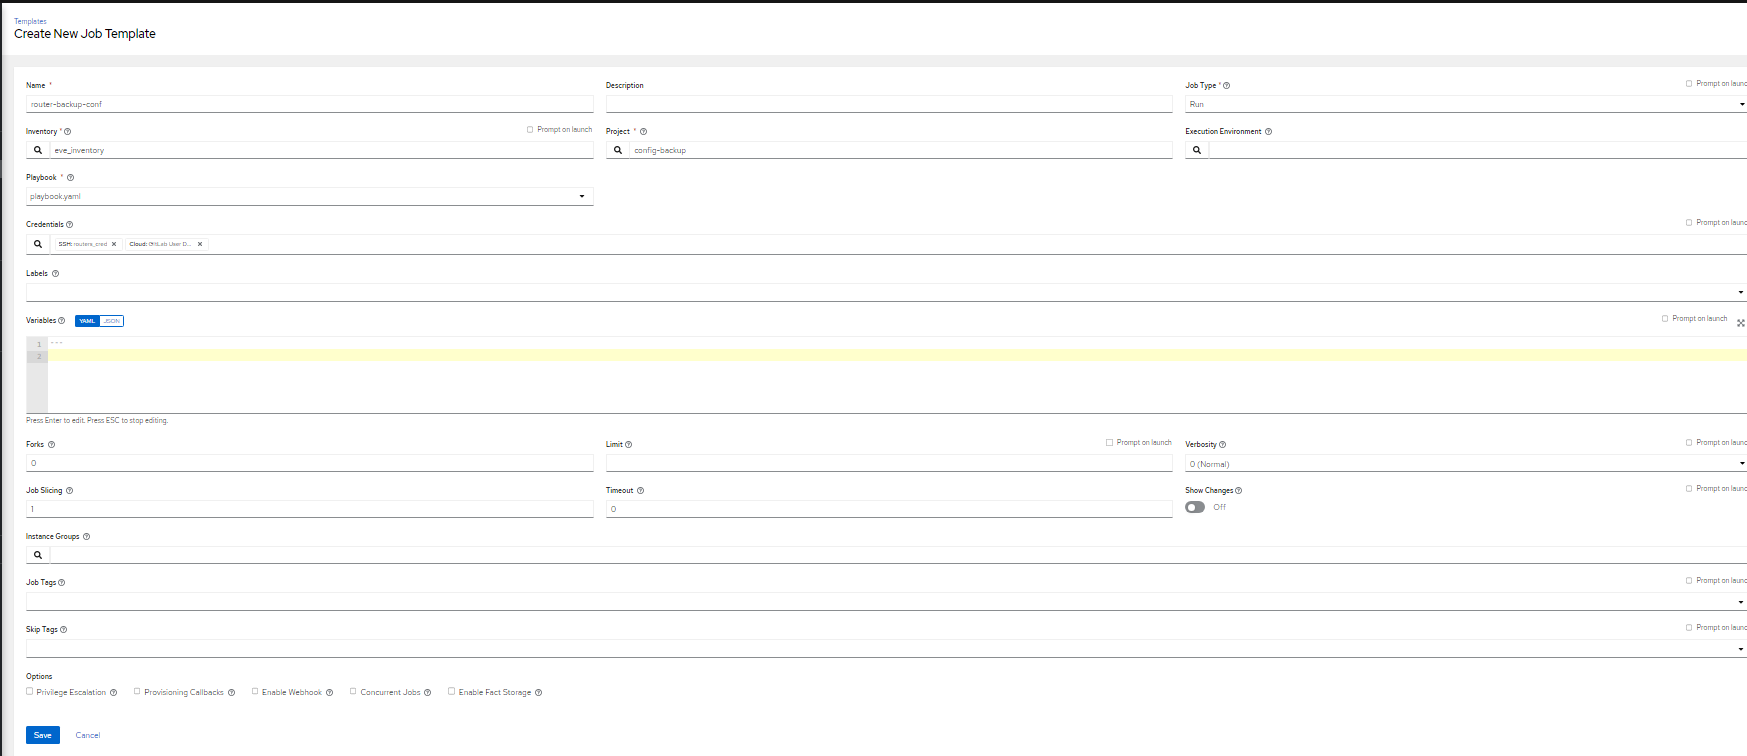 Templates
Create New Job Template
Name *
Description
Job Type *
Prompt on launc
router-backup-conf
Run
Inventory *
Prompt on launch
Project *
Execution Environment
eve_inventory
config-backup
Playbook *
playbook.yaml
Credentials
Prompt on launc
SSH: routers_cred
Cloud: GitLab User D...
Labels
Variables YAML JSON
Prompt on launch
1 ---
2
Press Enter to edit. Press ESC to stop editing.
Forks
Limit
Prompt on launch
Verbosity
Prompt on launc
0
0 (Normal)
Job Slicing
Timeout
Show Changes
Prompt on launc
1
0
Off
Instance Groups
Job Tags
Prompt on launc
Skip Tags
Prompt on launc
Options
Privilege Escalation Provisioning Callbacks Enable Webhook Concurrent Jobs Enable Fact Storage
Save Cancel